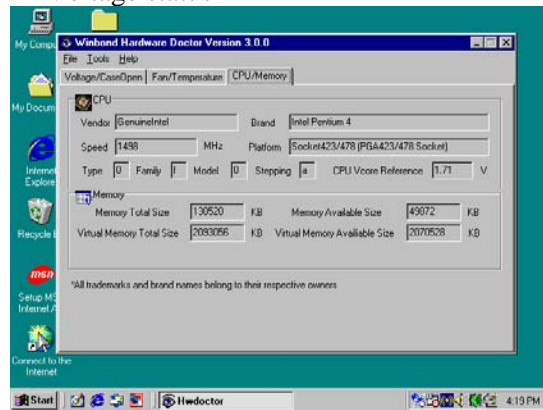 My Compu
Winbond Hardware Doctor Version 3.0.0
File Tools Help
Voltage/CaseOpen Fan/Temperature CPU/Memory
My Docum
CPU
Vendor GenuineIntel Brand Intel Pentium 4
Speed 1498 MHz Platform Socket423/478 (PGA423/478 Socket)
Type 0 Family f Model 0 Stepping a CPU Vcore Reference 1.71 V
Internet
Explore
Memory
Memory Total Size 130520 KB Memory Available Size 49872 KB
Virtual Memory Total Size 2093056 KB Virtual Memory Available Size 2070528 KB
Recycle B
*All trademarks and brand names belong to their respective owners
msn
Setup MS
Internet A
Connect to the
Internet
Start Hwdoctor 4:19 PM